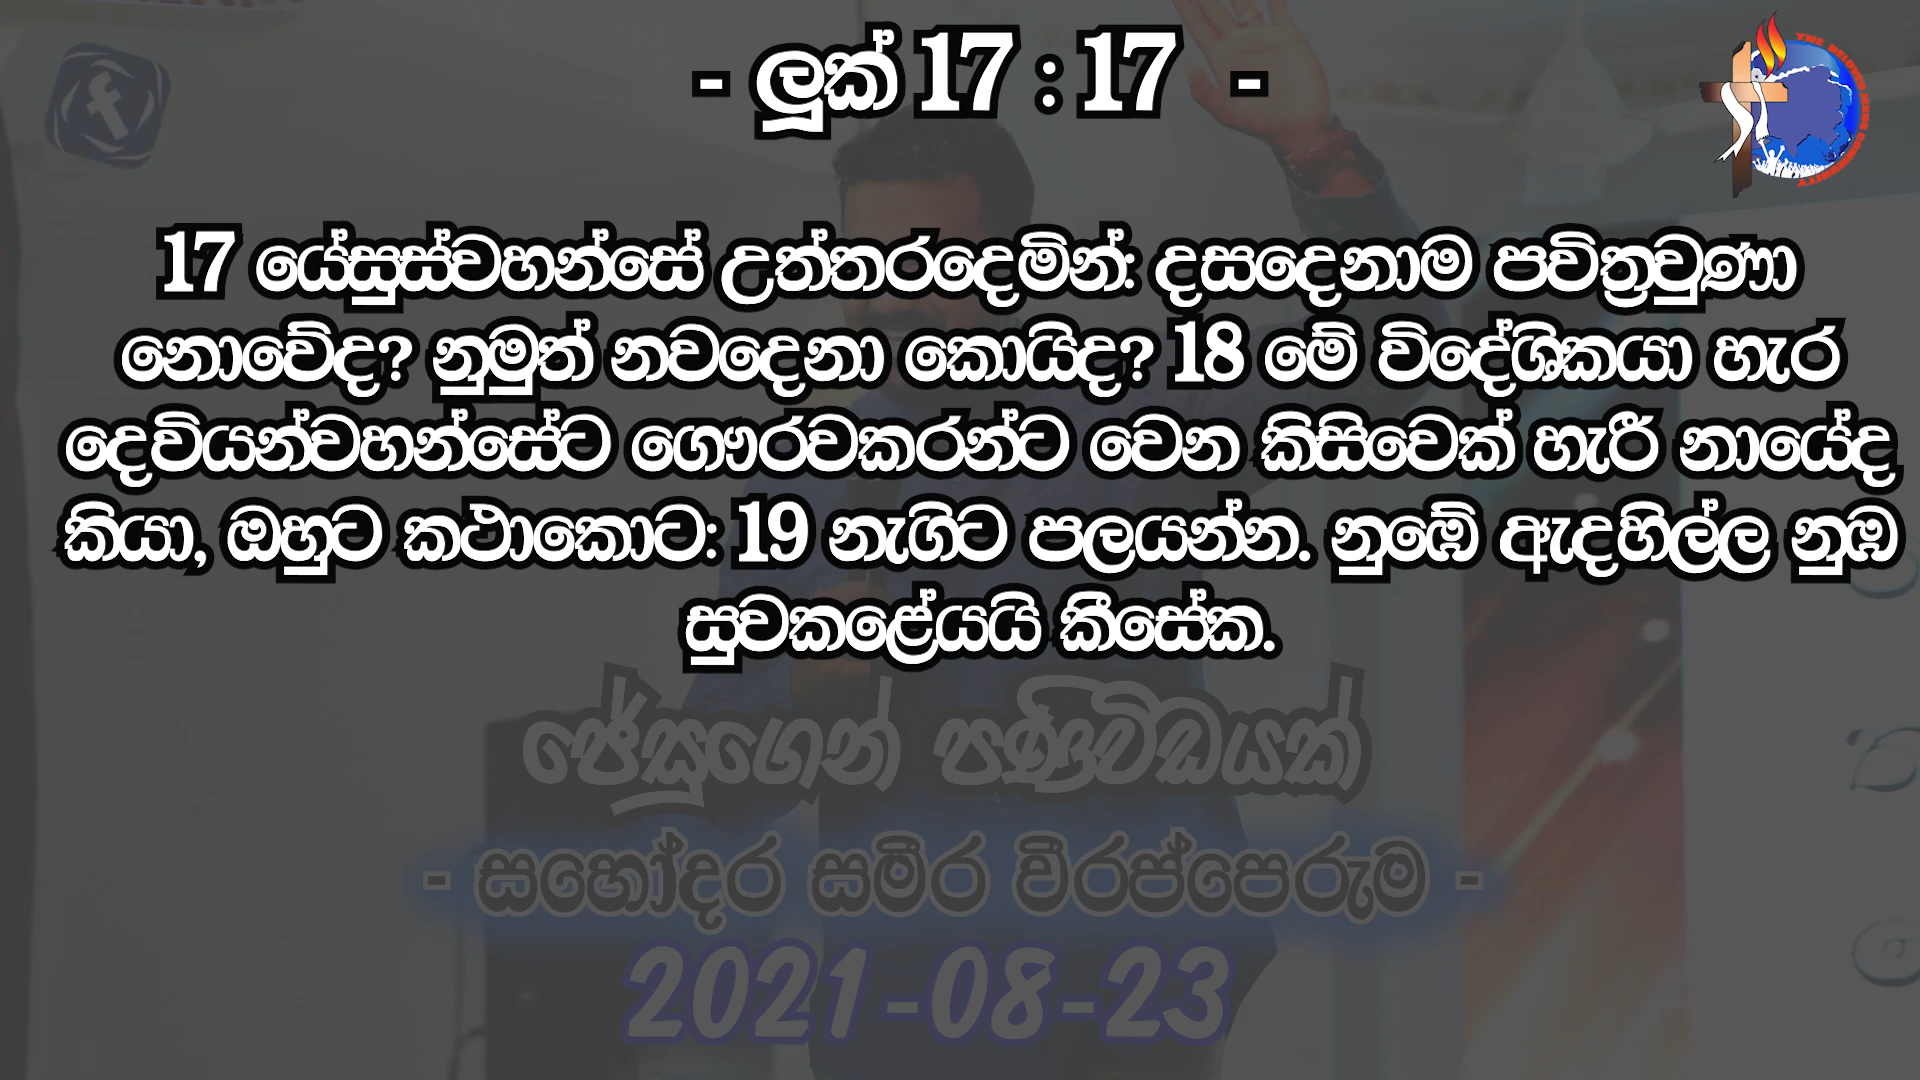 - ලූක් 17 : 17 -
17 යේසුස්වහන්සේ උත්තරදෙමින්: දසදෙනාම පවිත්‍රවුණා
නොවේද? නුමුත් නවදෙනා කොයිද? 18 මේ විදේශිකයා හැර
දෙවියන්වහන්සේට ගෞරවකරන්ට වෙන කිසිවෙක් හැරී නායේද
කියා, ඔහුට කථාකොට: 19 නැගිට පලයන්න. නුඹේ ඇදහිල්ල නුඹ
සුවකළේයයි කීසේක.
ජේසුගෙන් පණිවිඩයක්
- සහෝදර සමීර වීරප්පෙරුම -
2021-08-23